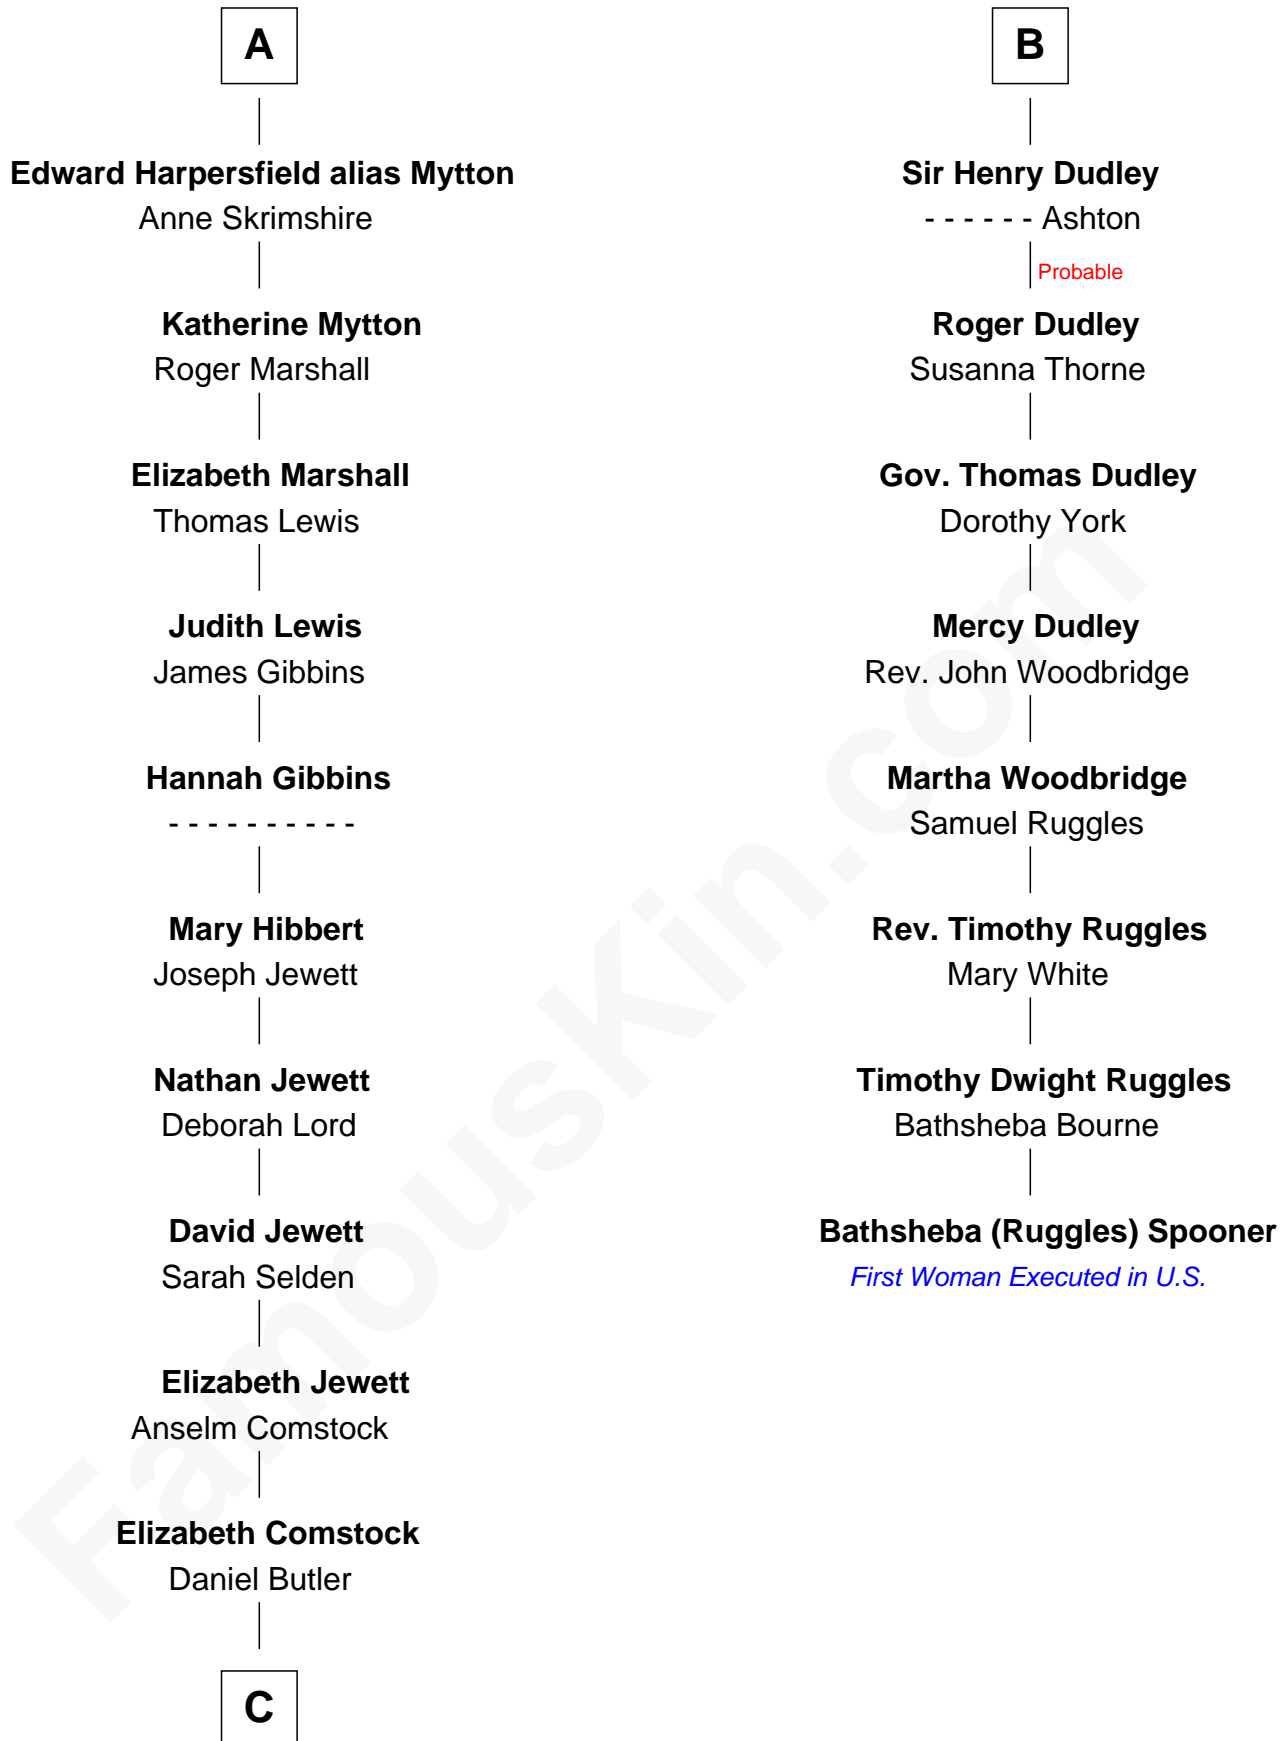 A
Edward Harpersfield alias Mytton
Anne Skrimshire
Katherine Mytton
Roger Marshall
Elizabeth Marshall
Thomas Lewis
Judith Lewis
James Gibbins
Hannah Gibbins
- - - - - - - - - -
Mary Hibbert
Joseph Jewett
Nathan Jewett
Deborah Lord
David Jewett
Sarah Selden
Elizabeth Jewett
Anselm Comstock
Elizabeth Comstock
Daniel Butler
C
B
Sir Henry Dudley
- - - - - - Ashton
Probable
Roger Dudley
Susanna Thorne
Gov. Thomas Dudley
Dorothy York
Mercy Dudley
Rev. John Woodbridge
Martha Woodbridge
Samuel Ruggles
Rev. Timothy Ruggles
Mary White
Timothy Dwight Ruggles
Bathsheba Bourne
Bathsheba (Ruggles) Spooner
First Woman Executed in U.S.
FamousKin.com